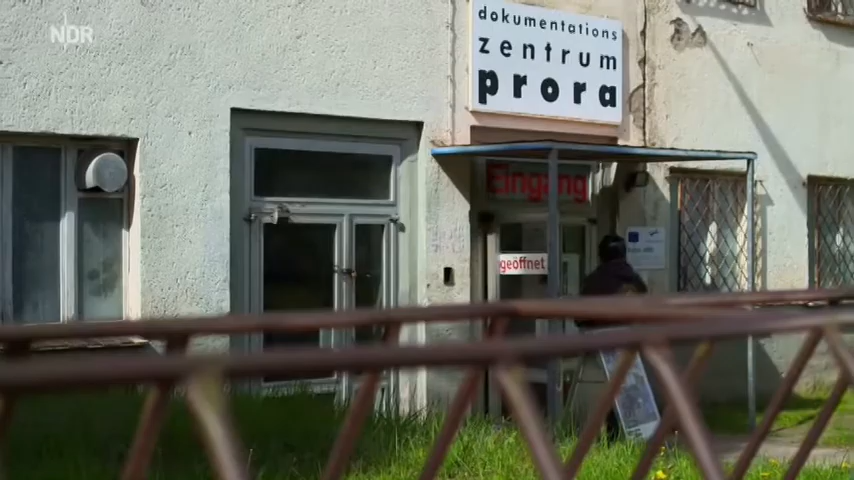 NDR
dokumentations
zentrum
prora
Eingang
geöffnet